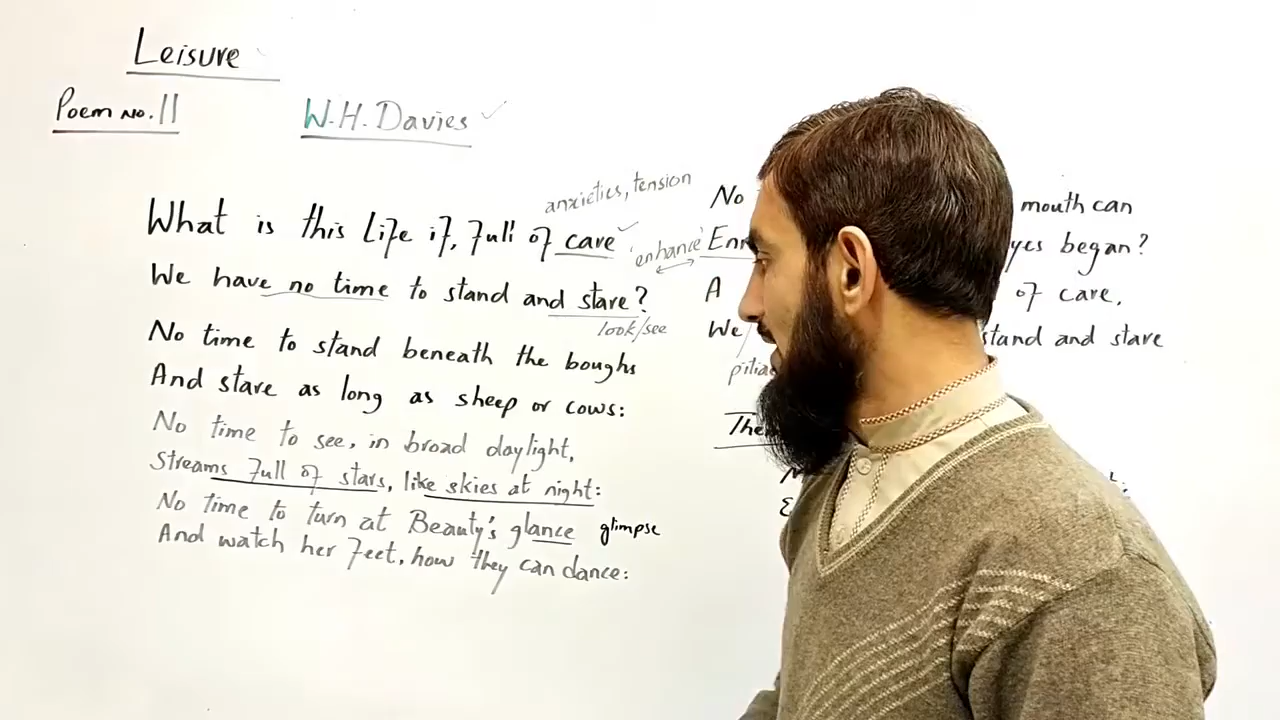 Leisure
Poem No. 11
W.H. Davies
anxieties, tension
What is this Life if, full of care
We have no time to stand and stare?
look/see
No time to stand beneath the boughs
And stare as long as sheep or cows:
No time to see, in broad daylight,
Streams full of stars, like skies at night:
No time to turn at Beauty's glance glimpse
And watch her feet, how they can dance:
No mouth can
'enhance' began?
A of care,
We stand and stare